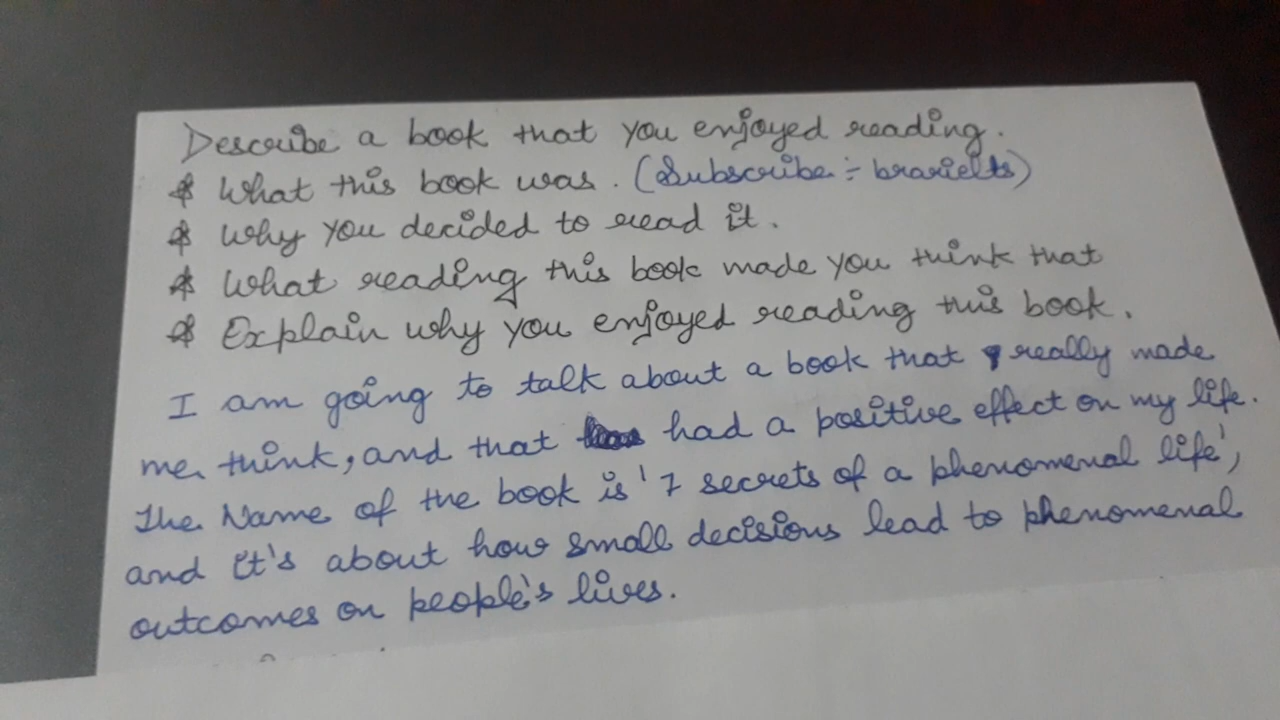 Describe a book that you enjoyed reading.
* What this book was. (Subscribe ÷ brarielts)
* Why you decided to read it.
* What reading this book made you think that
* Explain why you enjoyed reading this book.
I am going to talk about a book that really made
me think, and that had a positive effect on my life.
The Name of the book is '7 secrets of a phenomenal life',
and it's about how small decisions lead to phenomenal
outcomes on people's lives.